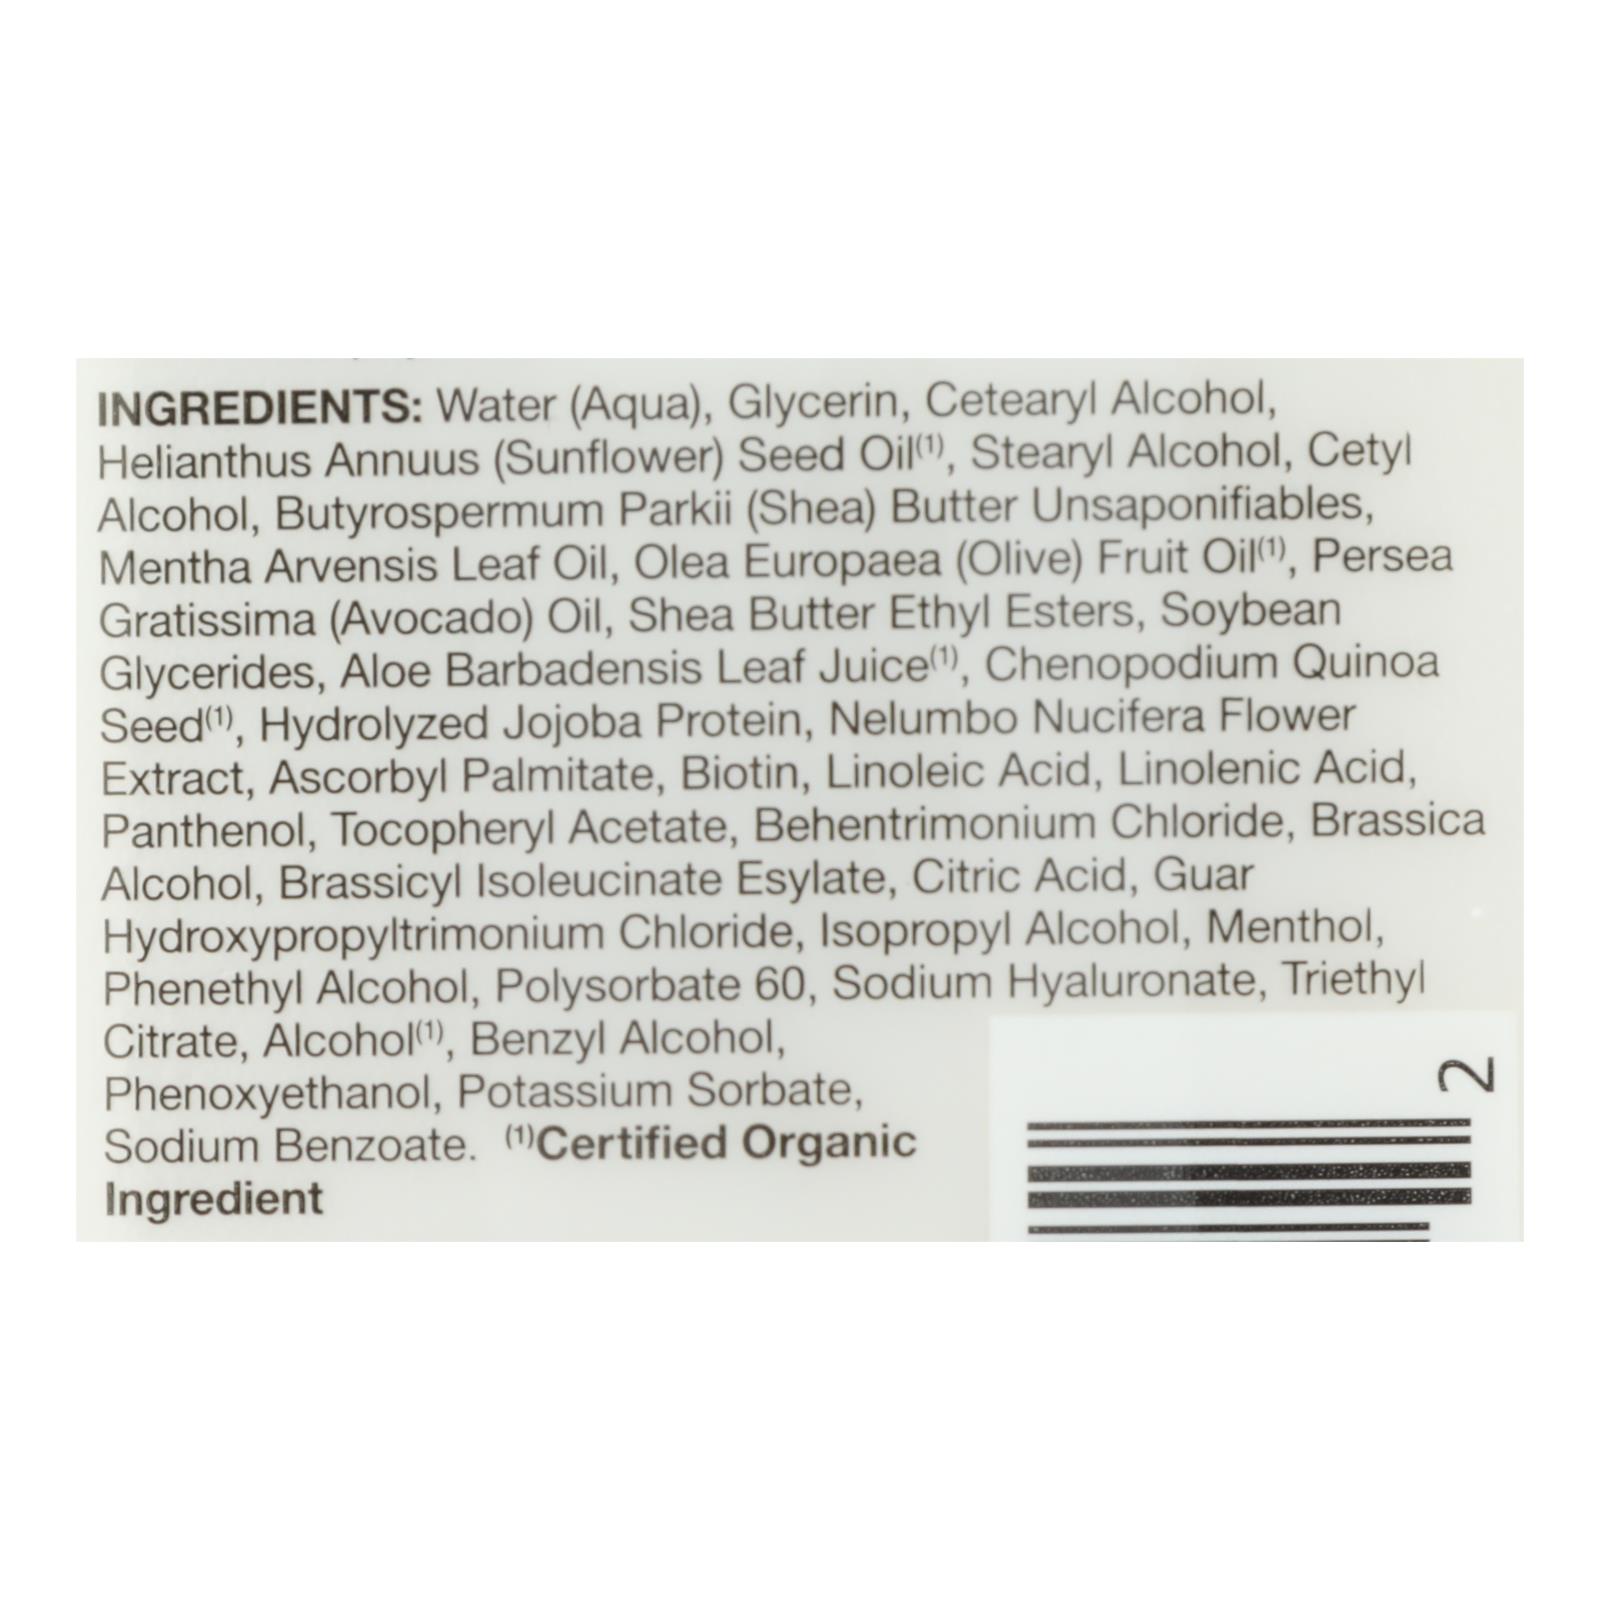 INGREDIENTS: Water (Aqua), Glycerin, Cetearyl Alcohol,
Helianthus Annuus (Sunflower) Seed Oil(1), Stearyl Alcohol, Cetyl
Alcohol, Butyrospermum Parkii (Shea) Butter Unsaponifiables,
Mentha Arvensis Leaf Oil, Olea Europaea (Olive) Fruit Oil(1), Persea
Gratissima (Avocado) Oil, Shea Butter Ethyl Esters, Soybean
Glycerides, Aloe Barbadensis Leaf Juice(1), Chenopodium Quinoa
Seed(1), Hydrolyzed Jojoba Protein, Nelumbo Nucifera Flower
Extract, Ascorbyl Palmitate, Biotin, Linoleic Acid, Linolenic Acid,
Panthenol, Tocopheryl Acetate, Behentrimonium Chloride, Brassica
Alcohol, Brassicyl Isoleucinate Esylate, Citric Acid, Guar
Hydroxypropyltrimonium Chloride, Isopropyl Alcohol, Menthol,
Phenethyl Alcohol, Polysorbate 60, Sodium Hyaluronate, Triethyl
Citrate, Alcohol(1), Benzyl Alcohol,
Phenoxyethanol, Potassium Sorbate,
Sodium Benzoate. (1)Certified Organic
Ingredient
2